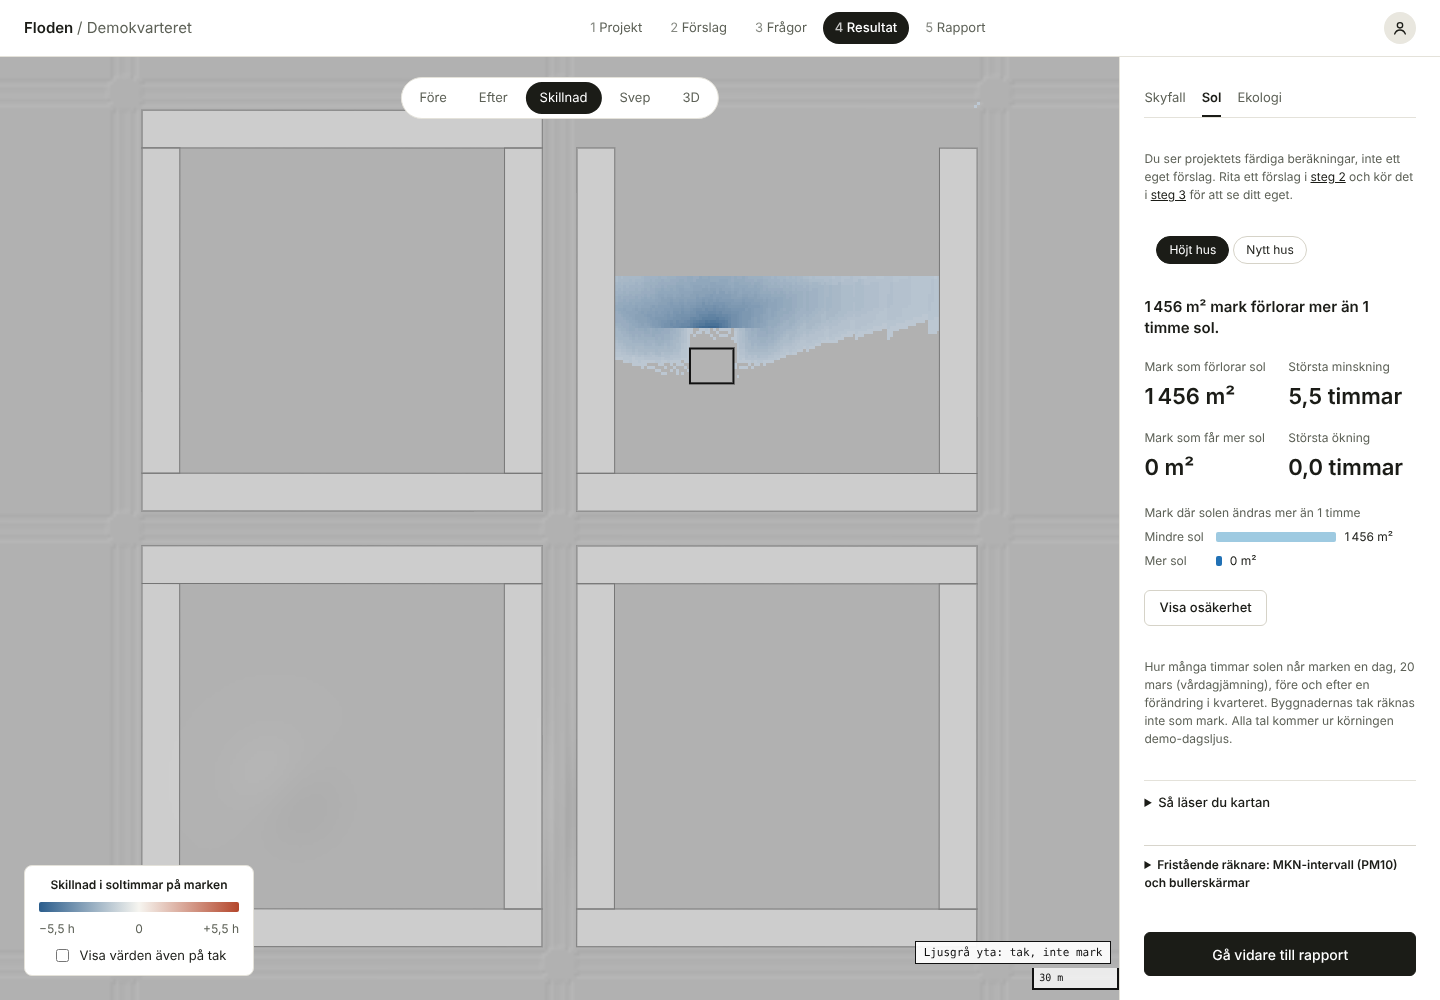 Floden / Demokvarteret
1 Projekt
2 Förslag
3 Frågor
4 Resultat
5 Rapport
Före
Efter
Skillnad
Svep
3D
Skyfall
Sol
Ekologi
Du ser projektets färdiga beräkningar, inte ett
eget förslag. Rita ett förslag i steg 2 och kör det
i steg 3 för att se ditt eget.
Höjt hus
Nytt hus
1 456 m² mark förlorar mer än 1
timme sol.
Mark som förlorar sol
1 456 m²
Största minskning
5,5 timmar
Mark som får mer sol
0 m²
Största ökning
0,0 timmar
Mark där solen ändras mer än 1 timme
Mindre sol 1 456 m²
Mer sol 0 m²
Visa osäkerhet
Hur många timmar solen når marken en dag, 20
mars (vårdagjämning), före och efter en
förändring i kvarteret. Byggnadernas tak räknas
inte som mark. Alla tal kommer ur körningen
demo-dagsljus.
Så läser du kartan
Fristående räknare: MKN-intervall (PM10)
och bullerskärmar
Gå vidare till rapport
Skillnad i soltimmar på marken
−5,5 h 0 +5,5 h
Visa värden även på tak
Ljusgrå yta: tak, inte mark
30 m